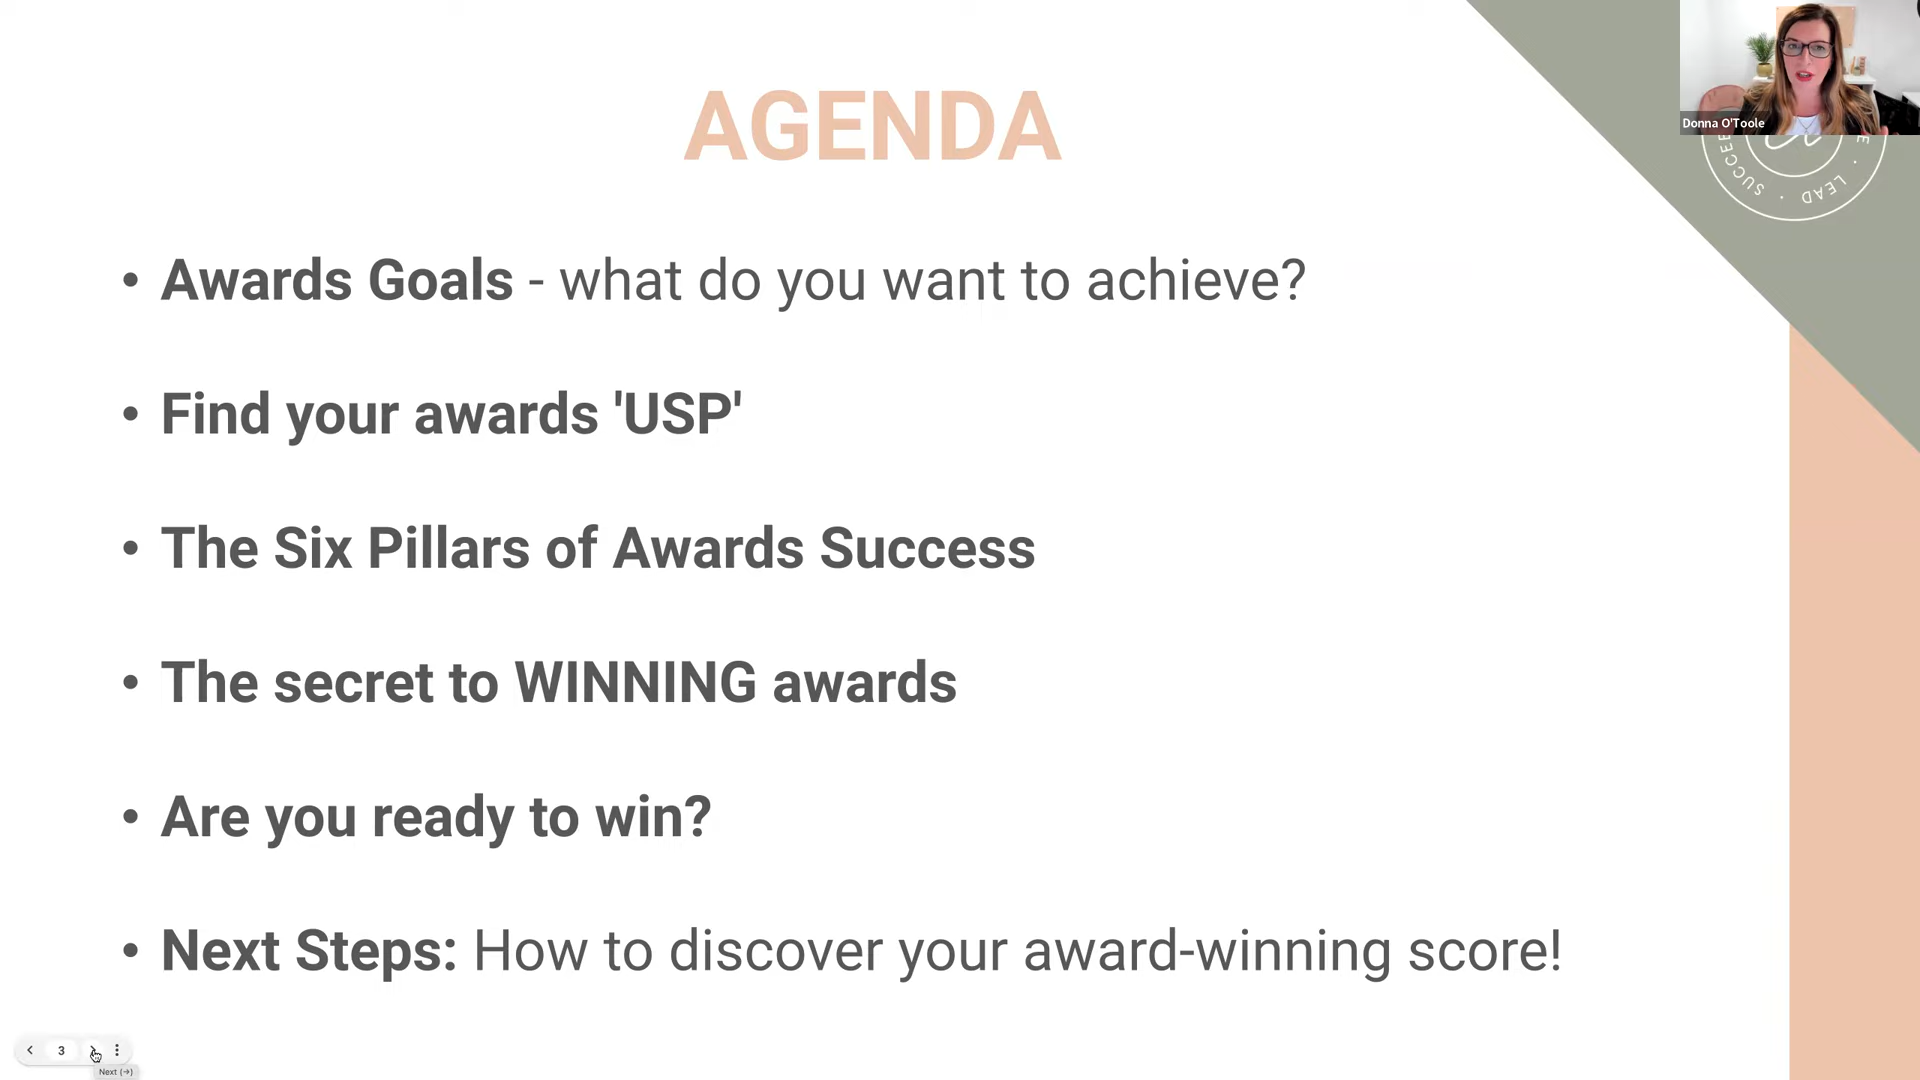 AGENDA
Donna O'Toole
LEAD · SUCCEE
• Awards Goals - what do you want to achieve?
• Find your awards 'USP'
• The Six Pillars of Awards Success
• The secret to WINNING awards
• Are you ready to win?
• Next Steps: How to discover your award-winning score!
3
Next (→)